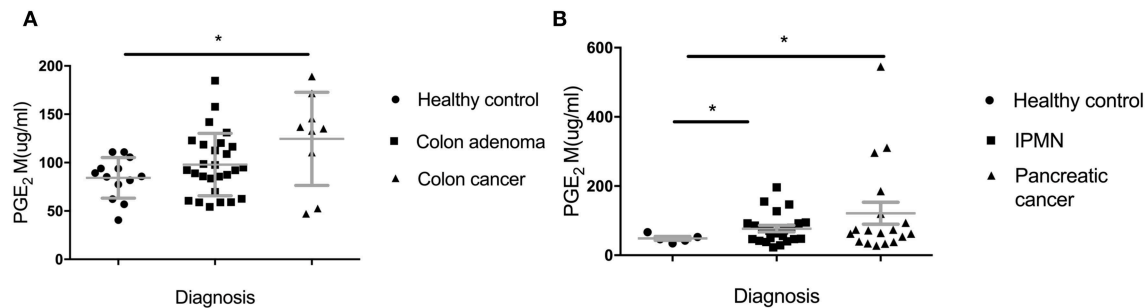 A
*
PGE2 M(ug/ml)
200
150
100
50
0
Diagnosis
Healthy control
Colon adenoma
Colon cancer
B
*
*
PGE2 M(ug/ml)
600
400
200
0
Diagnosis
Healthy control
IPMN
Pancreatic
cancer